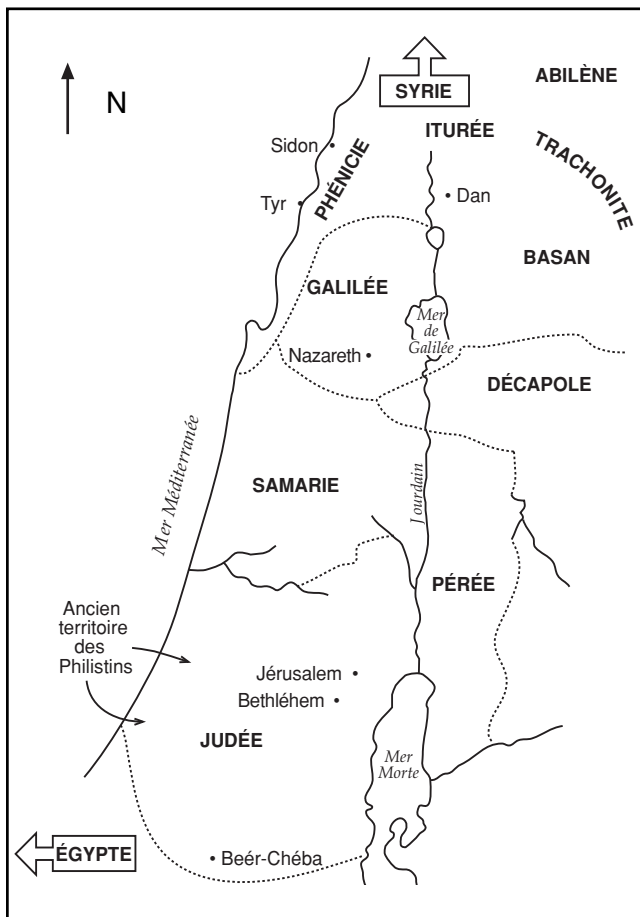 N
SYRIE
ABILÈNE
ITURÉE
TRACHONITE
Sidon
PHÉNICIE
Tyr
Dan
BASAN
GALILÉE
Mer
de
Galilée
Nazareth
DÉCAPOLE
Mer Méditerranée
SAMARIE
Jourdain
PÉRÉE
Ancien
territoire
des
Philistins
Jérusalem
Bethléhem
JUDÉE
Mer
Morte
ÉGYPTE
Beér-Chéba